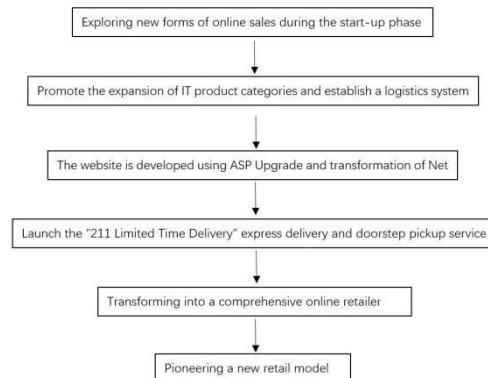 Exploring new forms of online sales during the start-up phase
Promote the expansion of IT product categories and establish a logistics system
The website is developed using ASP Upgrade and transformation of Net
Launch the "211 Limited Time Delivery" express delivery and doorstep pickup service
Transforming into a comprehensive online retailer
Pioneering a new retail model